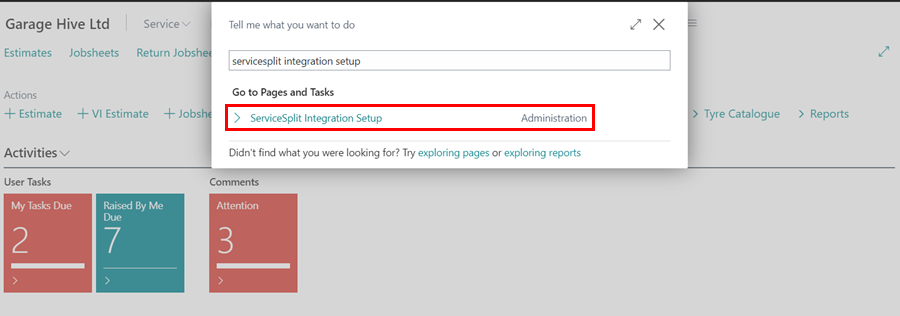 Garage Hive Ltd
Service
Tell me what you want to do
servicesplit integration setup
Go to Pages and Tasks
ServiceSplit Integration Setup
Administration
Didn't find what you were looking for? Try exploring pages or exploring reports
Estimates
Jobsheets
Return Jobshe
Actions
Estimate
VI Estimate
Jobshe
Tyre Catalogue
Reports
Activities
User Tasks
Comments
My Tasks Due
2
Raised By Me
Due
7
Attention
3